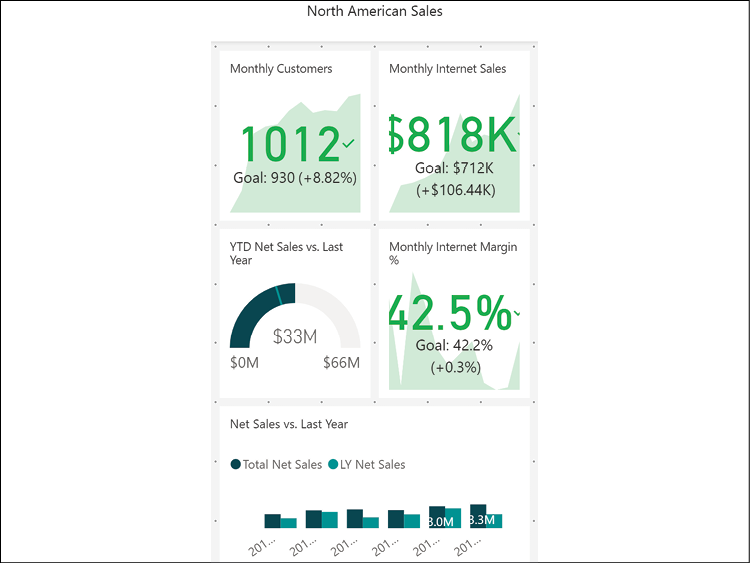 North American Sales
Monthly Customers
1012
Goal: 930 (+8.82%)
Monthly Internet Sales
$818K
Goal: $712K
(+$106.44K)
YTD Net Sales vs. Last
Year
$33M
$0M
$66M
Monthly Internet Margin
%
42.5%
Goal: 42.2%
(+0.3%)
Net Sales vs. Last Year
Total Net Sales
LY Net Sales
3.0M
3.3M
201...
201...
201...
201...
201...
201...